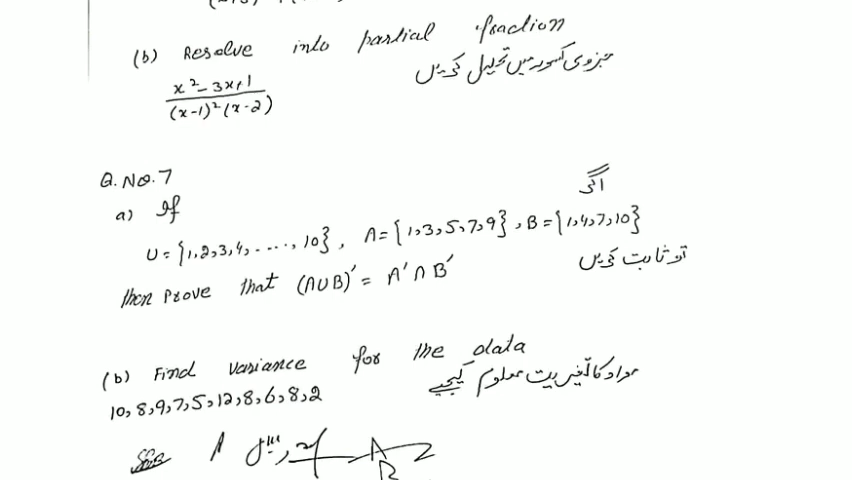 (b) Resolve into partial fraction
جزوی کسور میں تحلیل کریں
x²-3x+1
(x-1)²(x-2)
Q.No.7
a) If
اگر
U={1,2,3,4,....,10}, A={1,3,5,7,9}, B={1,4,7,10}
then prove that (AUB)'= A'∩B'
تو ثابت کریں
(b) Find variance for the data
مواد کا تغیریت معلوم کیجیے
10,8,9,7,5,12,8,6,8,2